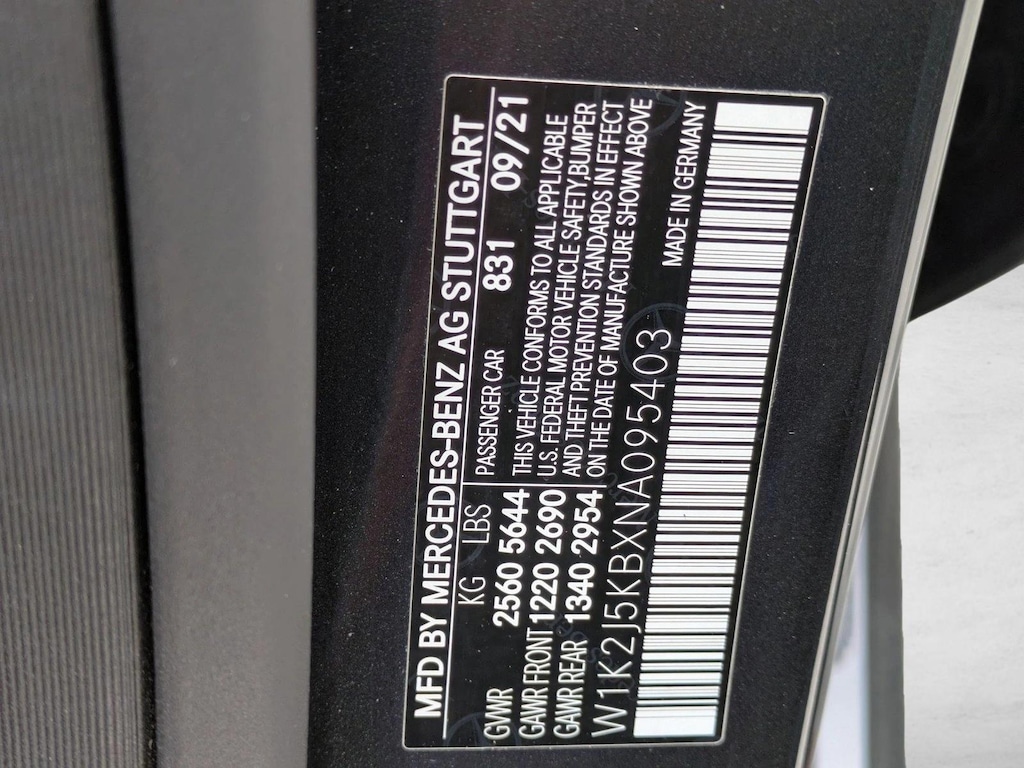 MFD BY MERCEDES-BENZ AG STUTTGART
KG LBS
GVWR 2560 5644
GAWR FRONT 1220 2690
GAWR REAR 1340 2954
PASSENGER CAR 831 09/21
THIS VEHICLE CONFORMS TO ALL APPLICABLE
U.S. FEDERAL MOTOR VEHICLE SAFETY,BUMPER
AND THEFT PREVENTION STANDARDS IN EFFECT
ON THE DATE OF MANUFACTURE SHOWN ABOVE
W1K2J5KBXNA095403
MADE IN GERMANY